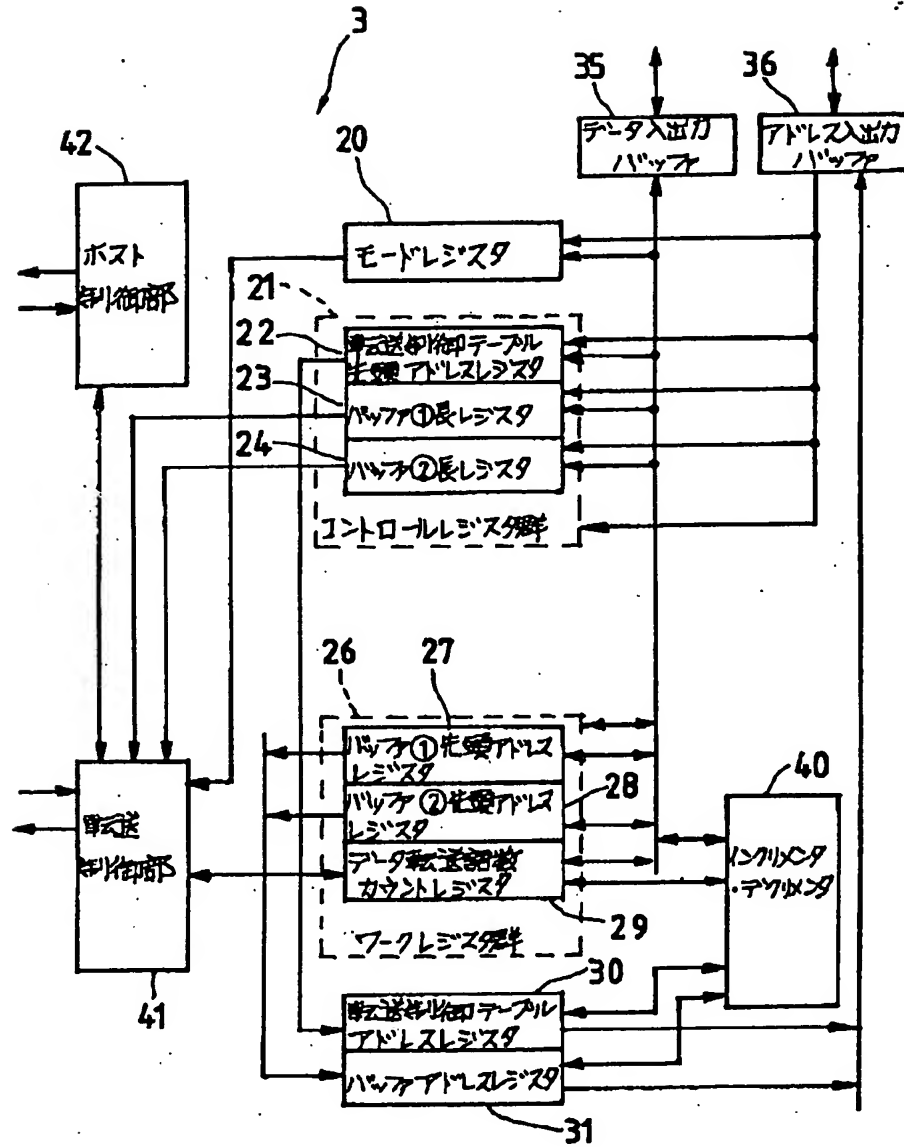 3
35
36
データ入出力
バッファ
アドレス入出力
バッファ
42
ホスト
制御部
20
モードレジスタ
21
22
転送制御テーブル
先頭アドレスレジスタ
23
バッファ①長レジスタ
24
バッファ②長レジスタ
コントロールレジスタ群
26
27
バッファ①先頭アドレス
レジスタ
バッファ②先頭アドレス
レジスタ
28
データ転送語数
カウントレジスタ
29
ワークレジスタ群
40
インクリメンタ
・デクリメンタ
転送
制御部
41
30
転送制御テーブル
アドレスレジスタ
バッファアドレスレジスタ
31